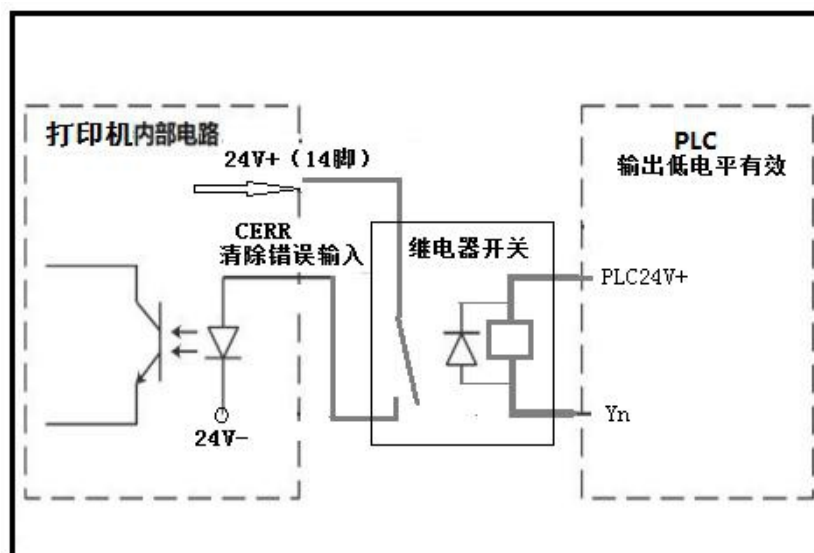 打印机内部电路
24V+（14脚）
CERR
清除错误输入
24V-
继电器开关
PLC
输出低电平有效
PLC24V+
Yn